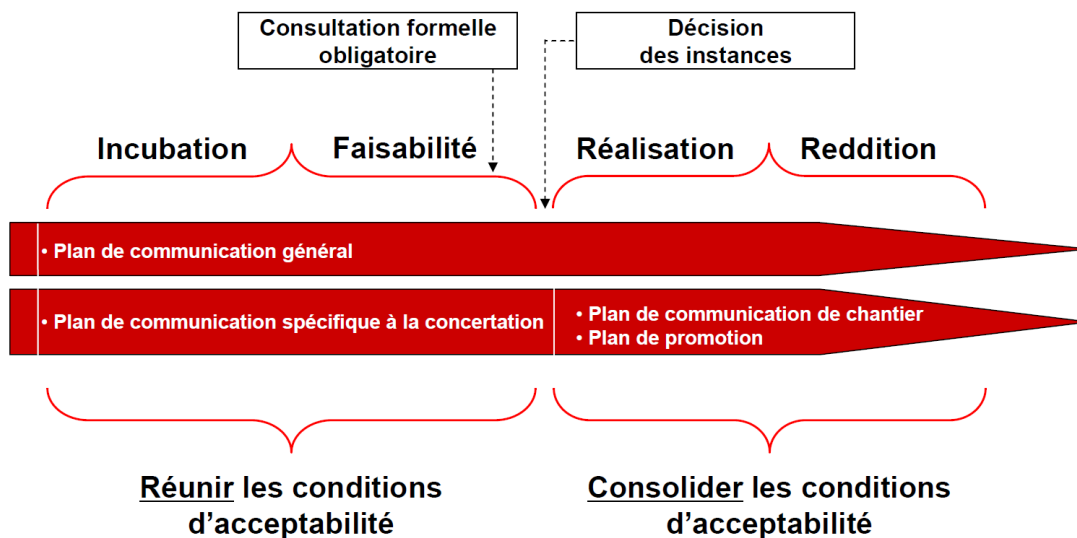 Consultation formelle
obligatoire
Décision
des instances
Incubation
Faisabilité
Réalisation
Reddition
• Plan de communication général
• Plan de communication spécifique à la concertation
• Plan de communication de chantier
• Plan de promotion
Réunir les conditions
d’acceptabilité
Consolider les conditions
d’acceptabilité